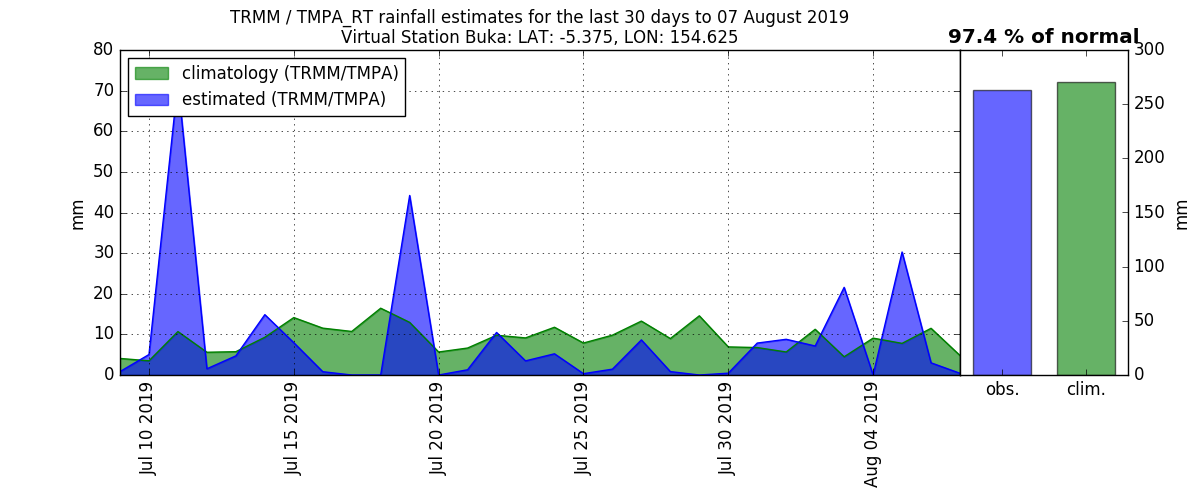 TRMM / TMPA_RT rainfall estimates for the last 30 days to 07 August 2019
Virtual Station Buka: LAT: -5.375, LON: 154.625
97.4 % of normal
climatology (TRMM/TMPA)
estimated (TRMM/TMPA)
80
70
60
50
40
30
20
10
0
mm
Jul 10 2019
Jul 15 2019
Jul 20 2019
Jul 25 2019
Jul 30 2019
Aug 04 2019
obs.
clim.
300
250
200
150
100
50
0
mm